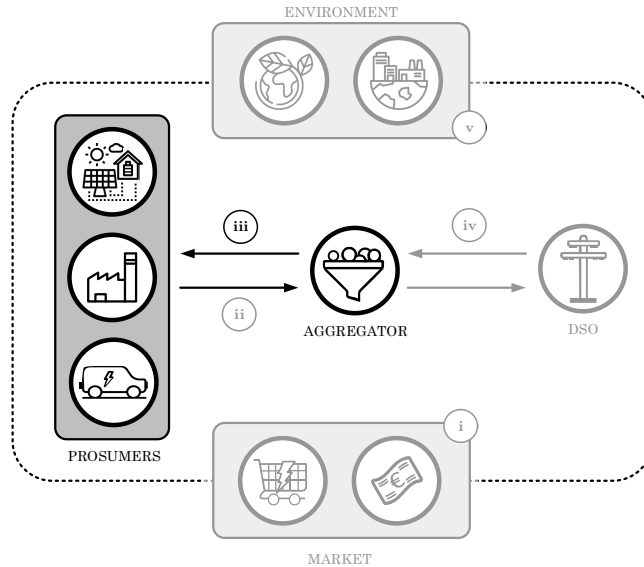 ENVIRONMENT
v
iii
iv
ii
AGGREGATOR
DSO
i
PROSUMERS
€
MARKET